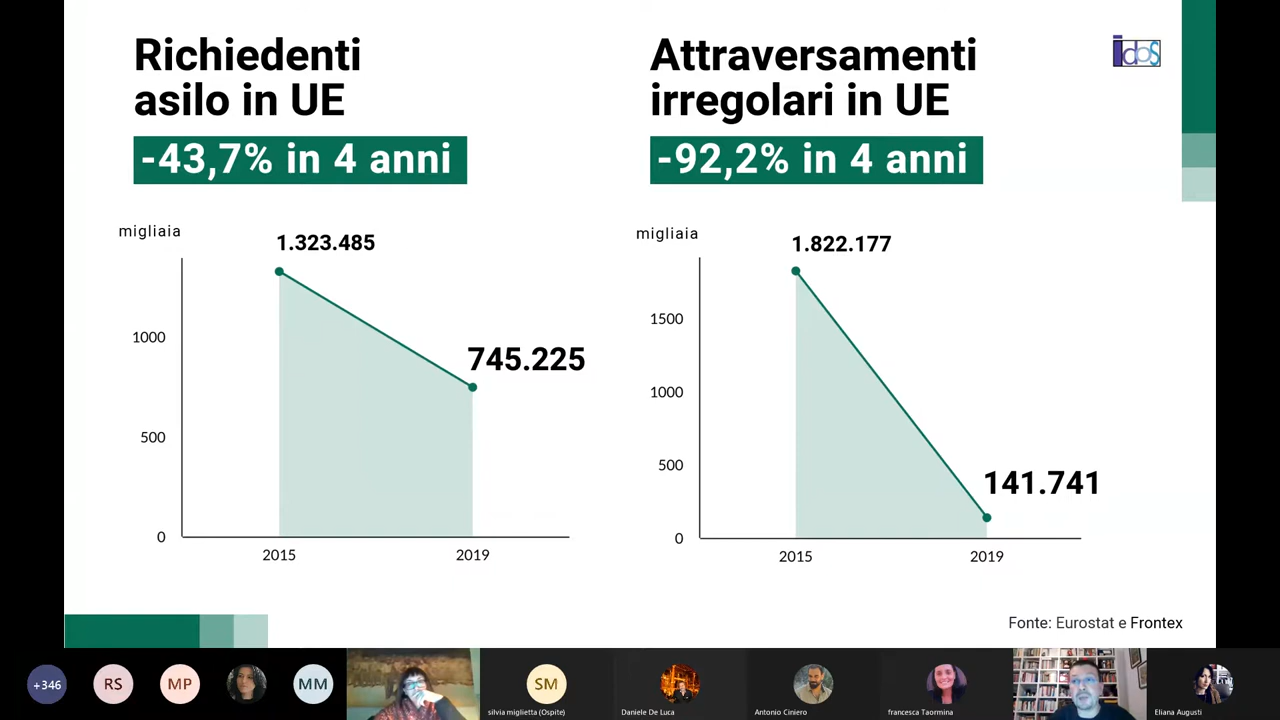 Richiedenti
asilo in UE
-43,7% in 4 anni
migliaia
1.323.485
745.225
1000
500
0
2015
2019
Attraversamenti
irregolari in UE
-92,2% in 4 anni
migliaia
1.822.177
141.741
1500
1000
500
0
2015
2019
idos
Fonte: Eurostat e Frontex
+346
RS
MP
MM
SM
silvia miglietta (Ospite)
Daniele De Luca
Antonio Ciniero
francesca Taormina
Eliana Augusti